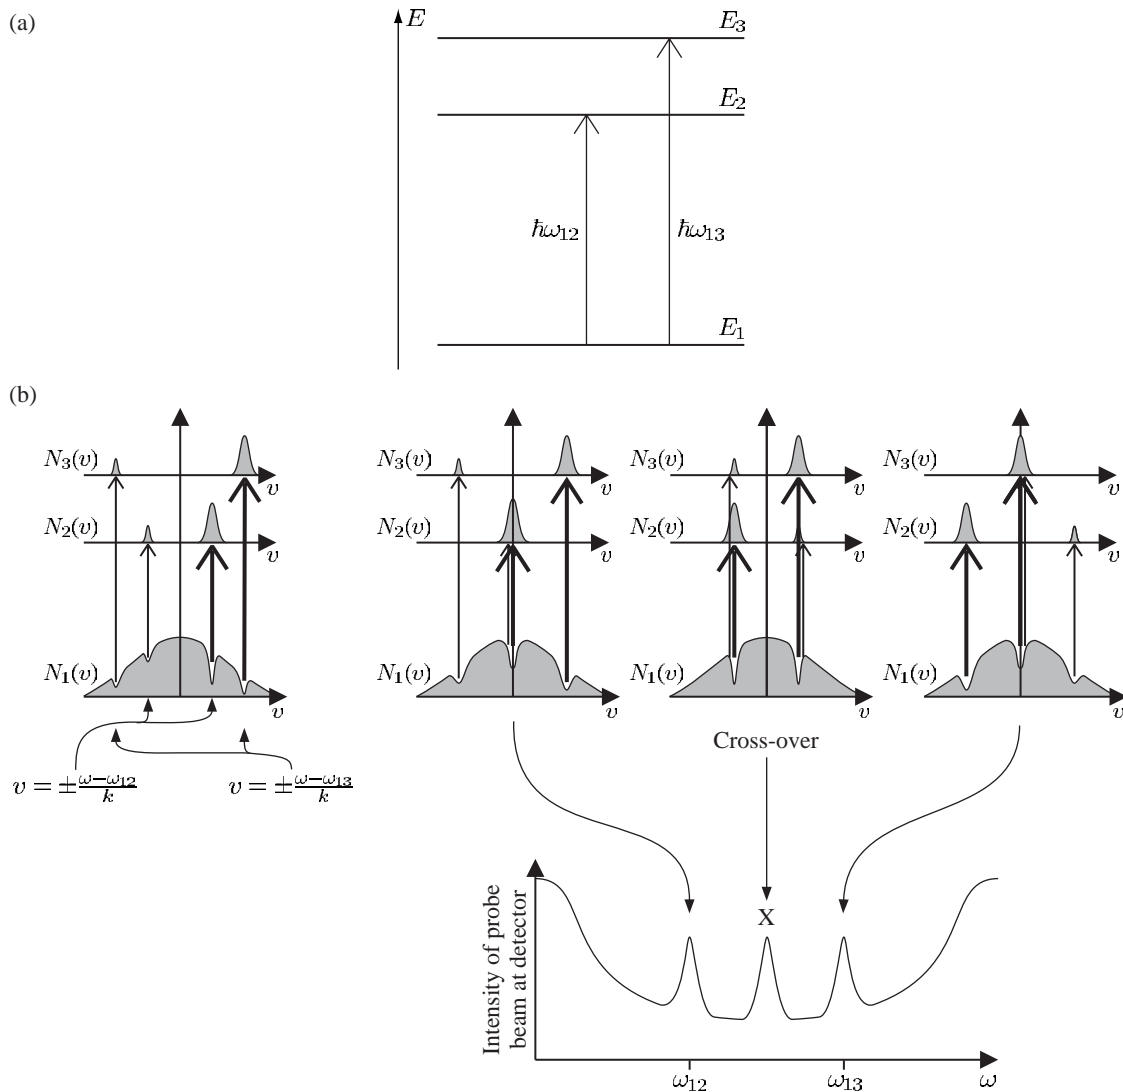 (a)
E
E₃
E₂
ħω₁₂
ħω₁₃
E₁
(b)
N₃(v) v N₃(v) v N₃(v) v N₃(v) v
N₂(v) v N₂(v) v N₂(v) v N₂(v) v
N₁(v) v N₁(v) v N₁(v) v N₁(v) v
Cross-over
v = ±(ω−ω₁₂)/k v = ±(ω−ω₁₃)/k
X
Intensity of probe
beam at detector
ω₁₂ ω₁₃ ω